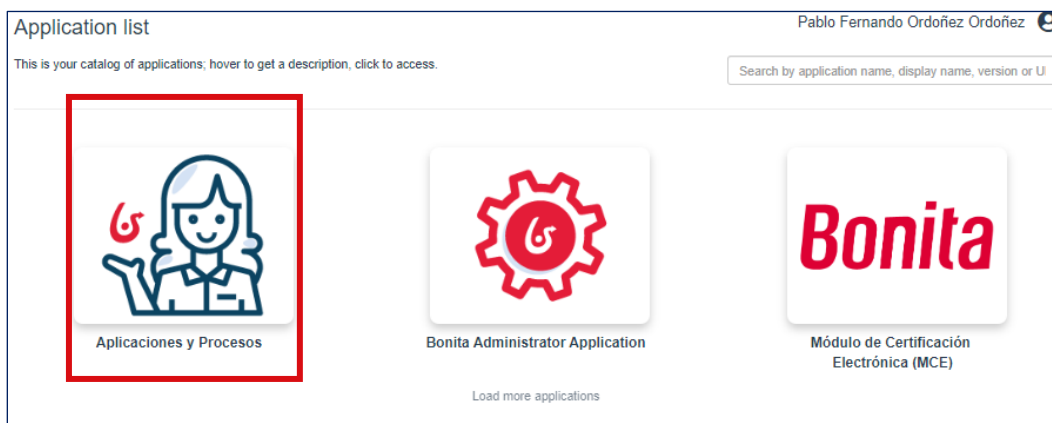 Application list
Pablo Fernando Ordoñez Ordoñez
This is your catalog of applications; hover to get a description, click to access.
Search by application name, display name, version or U
Bonita
Aplicaciones y Procesos
Bonita Administrator Application
Módulo de Certificación
Electrónica (MCE)
Load more applications